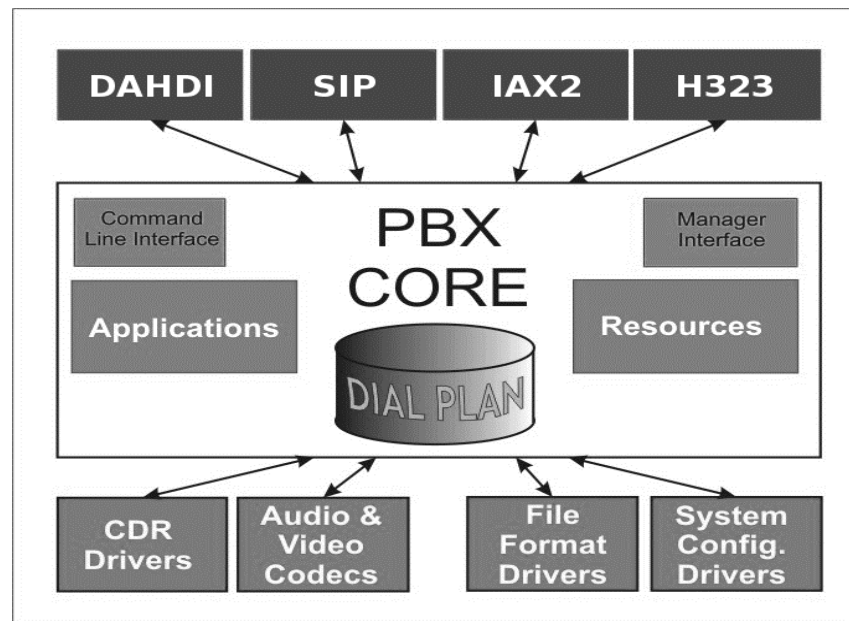 DAHDI
SIP
IAX2
H323
Command
Line Interface
PBX
CORE
Manager
Interface
Applications
Resources
DIAL PLAN
CDR
Drivers
Audio &
Video
Codecs
File
Format
Drivers
System
Config.
Drivers